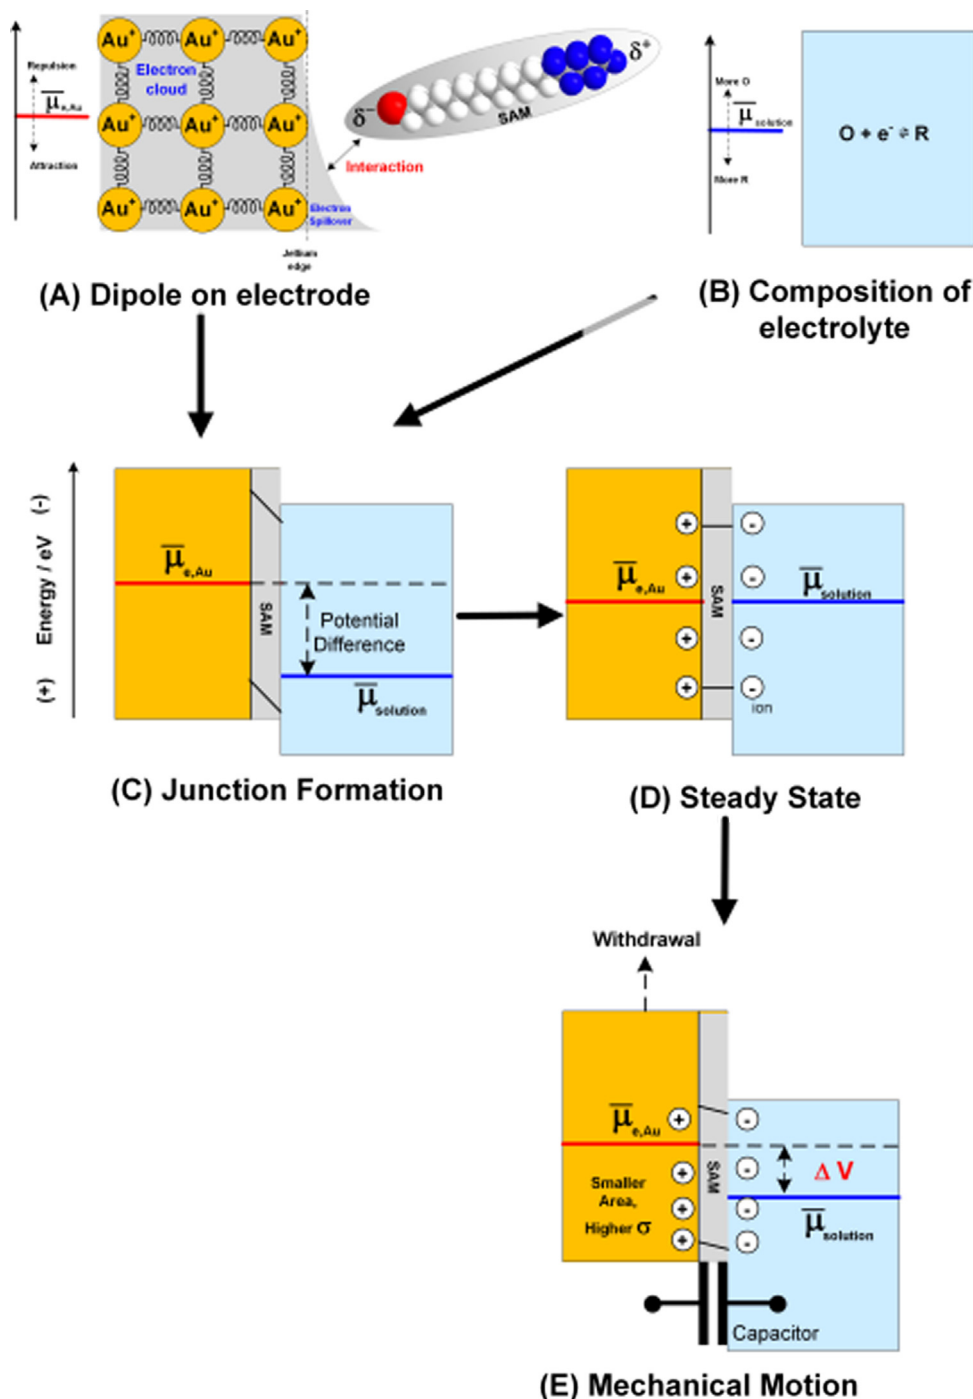 Au⁺ Au⁺ Au⁺
Repulsion
Electron
cloud
μ̅e,Au
Au⁺ Au⁺ Au⁺
Attraction
Au⁺ Au⁺ Au⁺
δ⁻
δ⁺
SAM
Interaction
Electron
Spillover
Jellium
edge
(A) Dipole on electrode
More O
μ̅solution
More R
O + e⁻ ⇌ R
(B) Composition of
electrolyte
(+) Energy / eV (-)
μ̅e,Au
SAM
Potential
Difference
μ̅solution
(C) Junction Formation
μ̅e,Au
+ + + +
SAM
- - - -
ion
μ̅solution
(D) Steady State
Withdrawal
μ̅e,Au
+ + + +
SAM
- - - -
Smaller
Area,
Higher σ
Δ V
μ̅solution
Capacitor
(E) Mechanical Motion